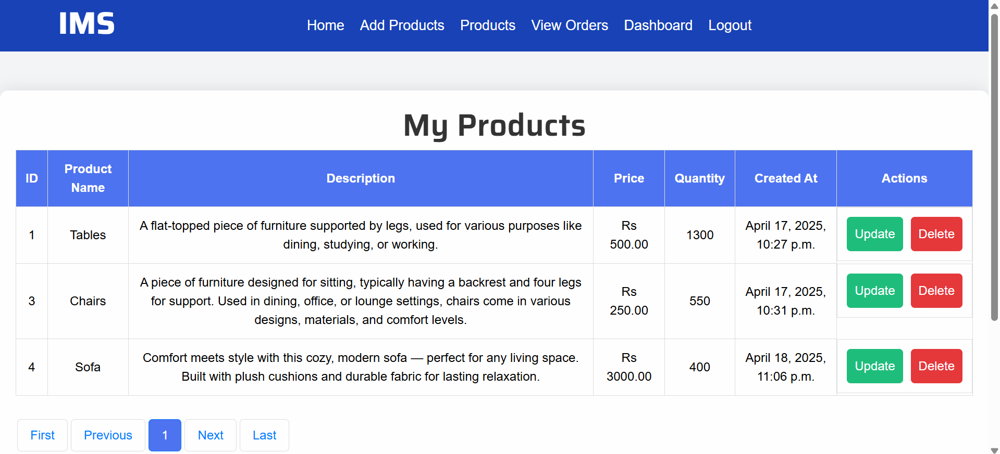 IMS
Home Add Products Products View Orders Dashboard Logout
My Products
ID
Product
Name
Description
Price
Quantity
Created At
Actions
1
Tables
A flat-topped piece of furniture supported by legs, used for various purposes like
dining, studying, or working.
Rs
500.00
1300
April 17, 2025,
10:27 p.m.
Update Delete
3
Chairs
A piece of furniture designed for sitting, typically having a backrest and four legs
for support. Used in dining, office, or lounge settings, chairs come in various
designs, materials, and comfort levels.
Rs
250.00
550
April 17, 2025,
10:31 p.m.
Update Delete
4
Sofa
Comfort meets style with this cozy, modern sofa — perfect for any living space.
Built with plush cushions and durable fabric for lasting relaxation.
Rs
3000.00
400
April 18, 2025,
11:06 p.m.
Update Delete
First Previous 1 Next Last